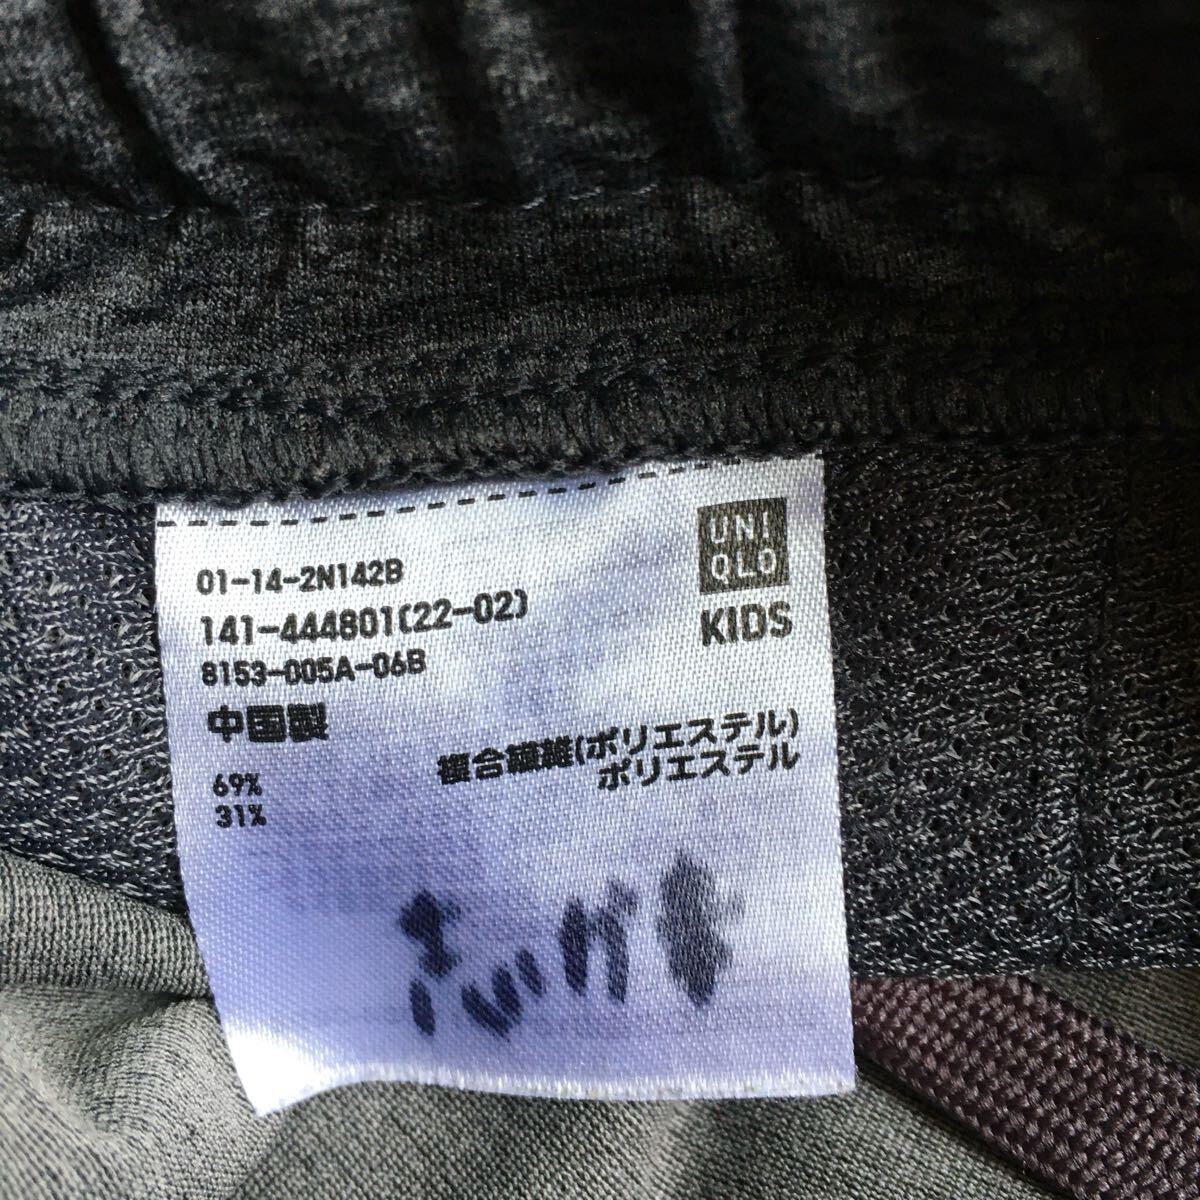 01-14-2N142B
141-444801(22-02)
8153-005A-06B
中国製
UNI
QLO
KIDS
69% 複合繊維(ポリエステル)
31% ポリエステル